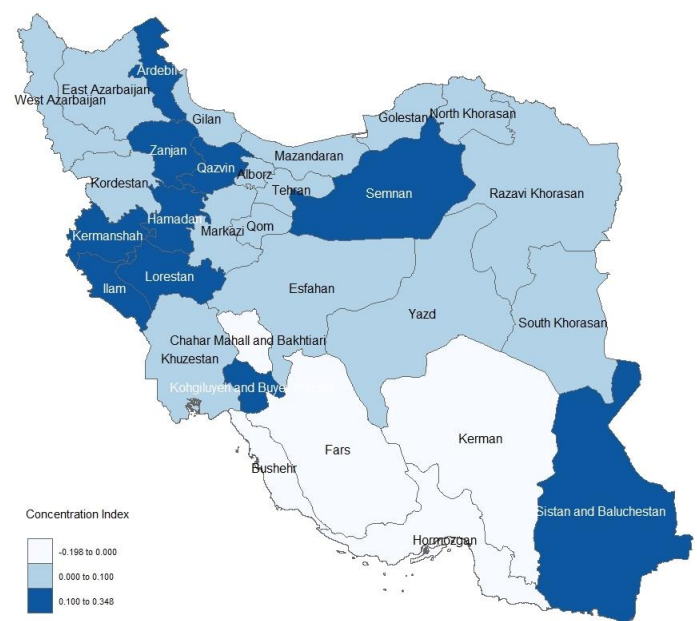 Ardebil
East Azarbaijan
West Azarbaijan
Gilan
Golestan
North Khorasan
Zanjan
Mazandaran
Qazvin
Alborz
Kordestan
Tehran
Semnan
Razavi Khorasan
Hamadan
Markazi
Qom
Kermanshah
Lorestan
Ilam
Esfahan
Yazd
South Khorasan
Chahar Mahall and Bakhtiari
Khuzestan
Kohgiluyeh and Buye
Kerman
Fars
Bushehr
Sistan and Baluchestan
Hormozgan
Concentration Index
-0.198 to 0.000
0.000 to 0.100
0.100 to 0.348